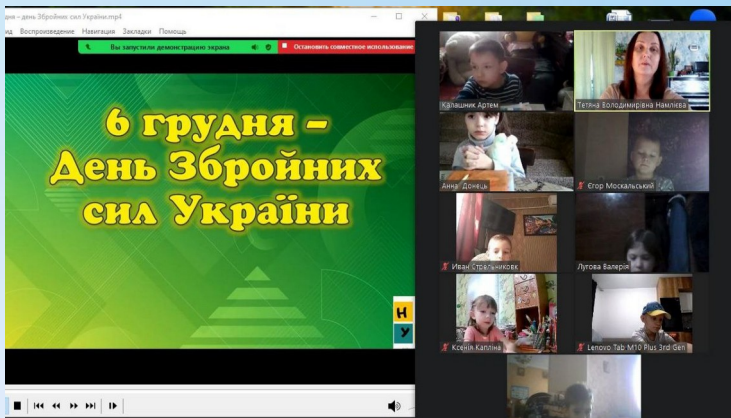 дня – день Збройних сил України.mp4
ид Воспроизведение Навигация Закладки Помощь
Вы запустили демонстрацию экрана
Остановить совместное использование
6 грудня –
День Збройних
сил України
Н
У
Калашник Артем
Тетяна Володимирівна Намлієва
Анна Донець
Єгор Москальський
Иван Стрельников
Лугова Валерія
Ксенія Капліна
Lenovo Tab M10 Plus 3rd Gen